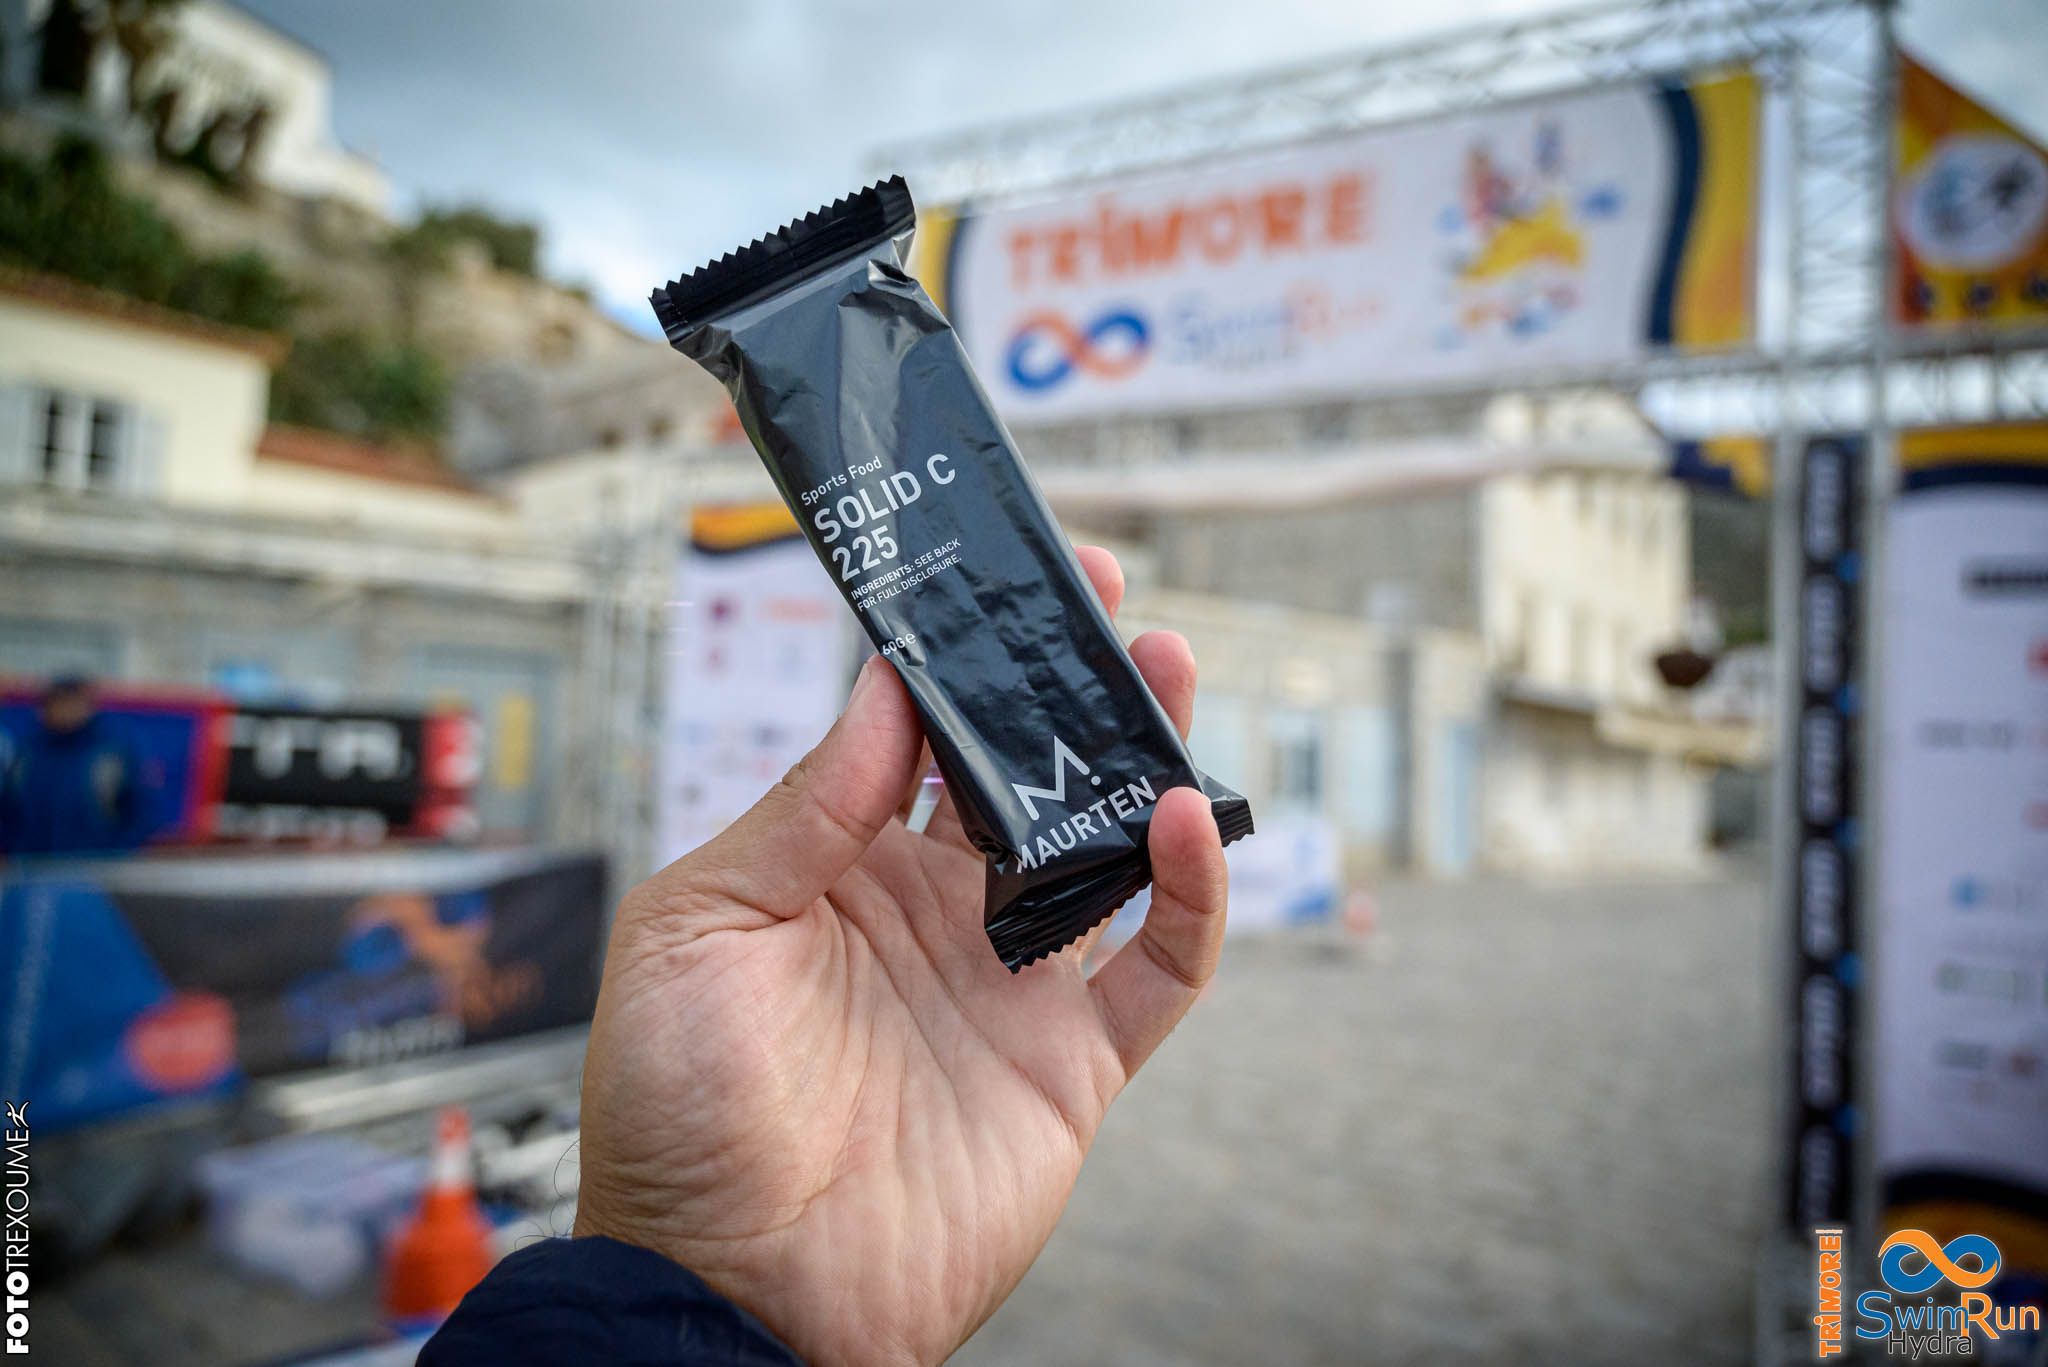 TRiMORE
Sports Food
SOLID C
225
INGREDIENTS: SEE BACK
FOR FULL DISCLOSURE.
60G e
M.
MAURTEN
FOTOTREXOUME
TRiMORE
SwimRun
Hydra